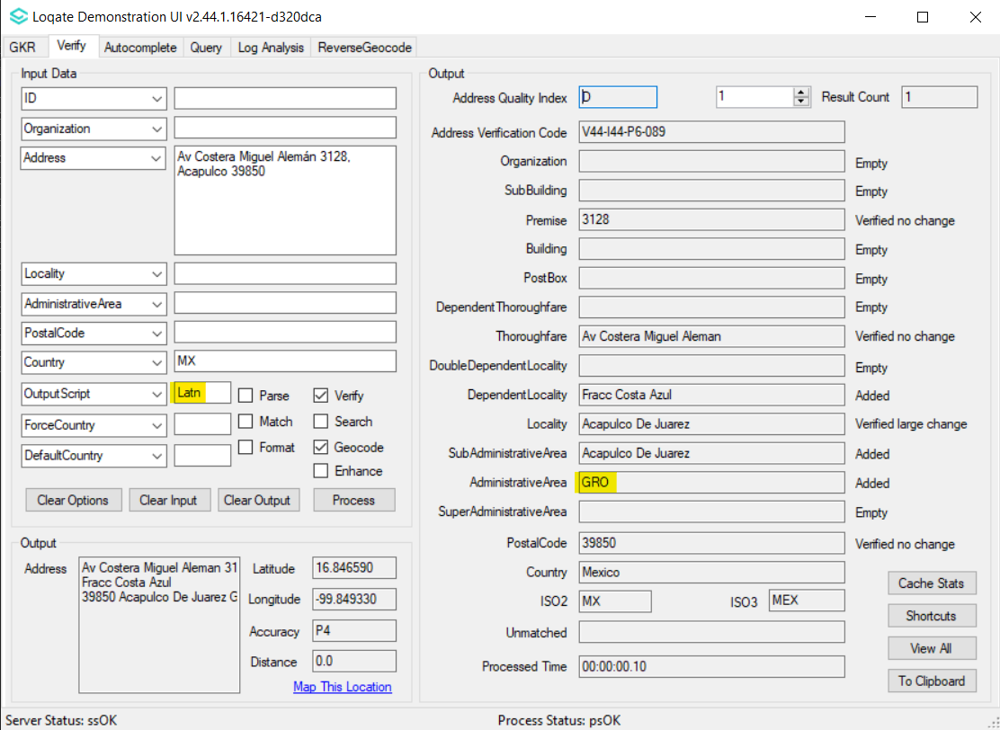 Loqate Demonstration UI v2.44.1.16421-d320dca
GKR Verify Autocomplete Query Log Analysis ReverseGeocode
Input Data
ID
Organization
Address
Av Costera Miguel Alemán 3128,
Acapulco 39850
Locality
AdministrativeArea
PostalCode
Country MX
OutputScript Latn Parse Verify
ForceCountry Match Search
DefaultCountry Format Geocode
Enhance
Clear Options Clear Input Clear Output Process
Output
Address
Av Costera Miguel Aleman 31
Fracc Costa Azul
39850 Acapulco De Juarez G
Latitude 16.846590
Longitude -99.849330
Accuracy P4
Distance 0.0
Map This Location
Output
Address Quality Index D 1 Result Count 1
Address Verification Code V44-I44-P6-089
Organization Empty
SubBuilding Empty
Premise 3128 Verified no change
Building Empty
PostBox Empty
DependentThoroughfare Empty
Thoroughfare Av Costera Miguel Aleman Verified no change
DoubleDependentLocality Empty
DependentLocality Fracc Costa Azul Added
Locality Acapulco De Juarez Verified large change
SubAdministrativeArea Acapulco De Juarez Added
AdministrativeArea GRO Added
SuperAdministrativeArea Empty
PostalCode 39850 Verified no change
Country Mexico
ISO2 MX ISO3 MEX
Unmatched
Processed Time 00:00:00.10
Cache Stats
Shortcuts
View All
To Clipboard
Server Status: ssOK Process Status: psOK